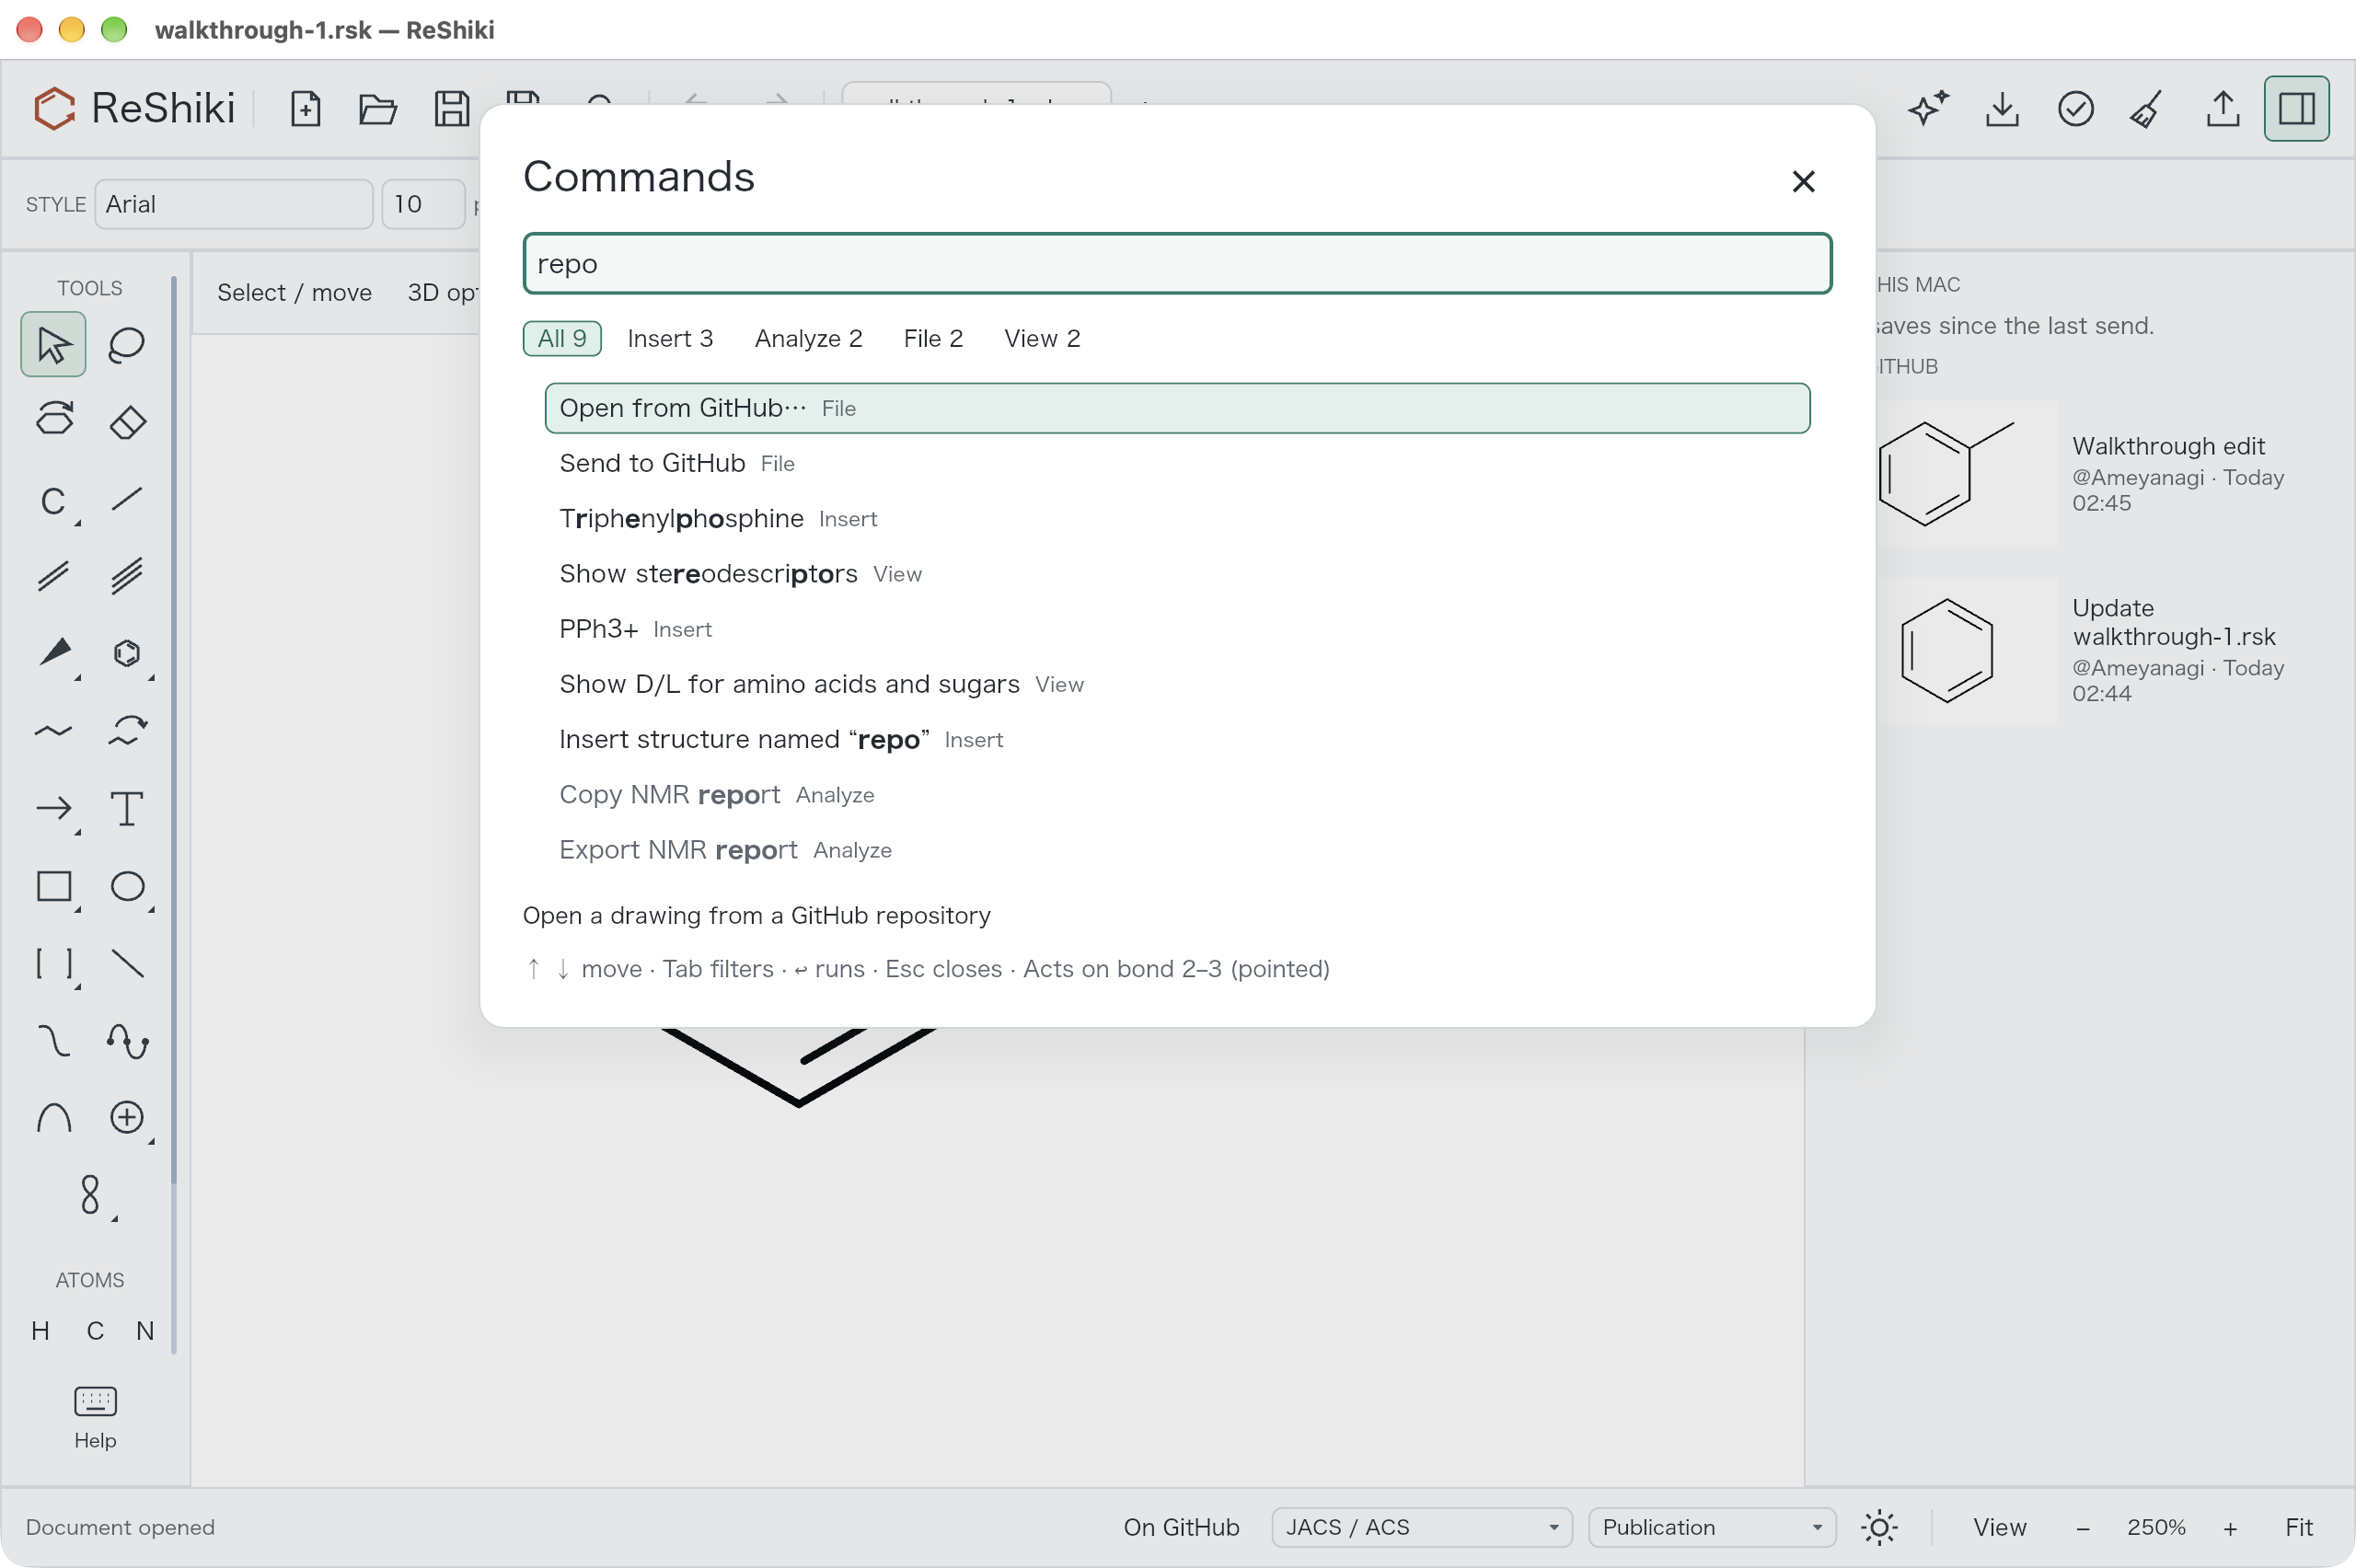 walkthrough-1.rsk — ReShiki
ReShiki
STYLE Arial 10
Commands
repo
All 9 Insert 3 Analyze 2 File 2 View 2
Open from GitHub… File
Send to GitHub File
Triphenylphosphine Insert
Show stereodescriptors View
PPh3+ Insert
Show D/L for amino acids and sugars View
Insert structure named “repo” Insert
Copy NMR report Analyze
Export NMR report Analyze
Open a drawing from a GitHub repository
↑ ↓ move · Tab filters · ↩ runs · Esc closes · Acts on bond 2–3 (pointed)
TOOLS
Select / move 3D
C
T
[ ]
ATOMS
H C N
Help
HIS MAC
saves since the last send.
ITHUB
Walkthrough edit
@Ameyanagi · Today
02:45
Update
walkthrough-1.rsk
@Ameyanagi · Today
02:44
Document opened
On GitHub JACS / ACS Publication View − 250% + Fit